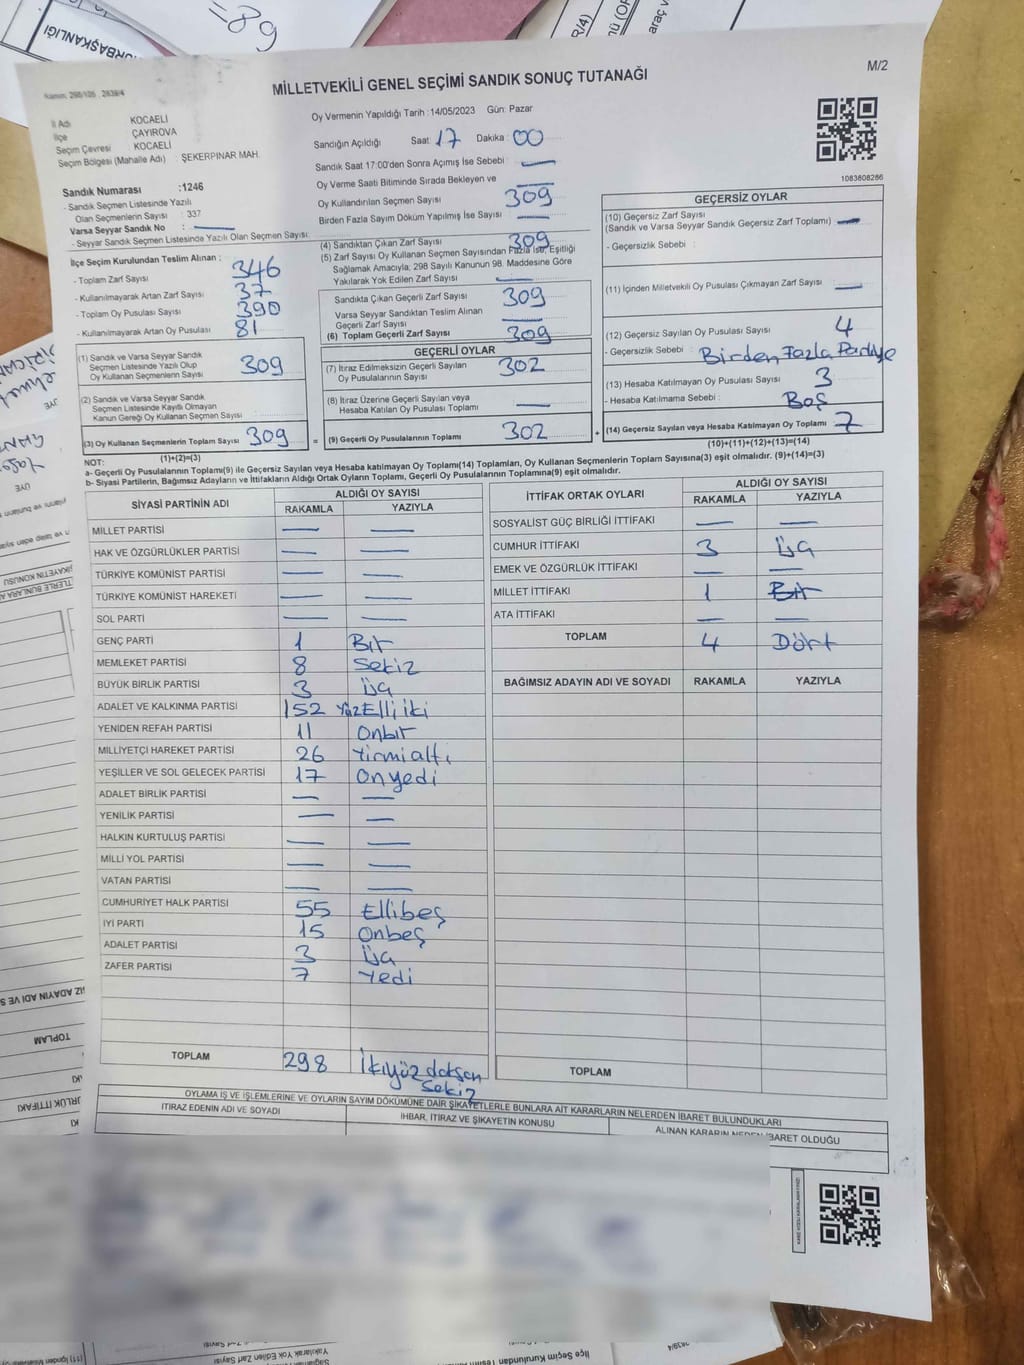 =89
IĞI
R/4)
araç v
MİLLETVEKİLİ GENEL SEÇİMİ SANDIK SONUÇ TUTANAĞI
M/2
İl Adı KOCAELİ
İlçe : ÇAYIROVA
Seçim Çevresi : KOCAELİ
Seçim Bölgesi (Mahalle Adı) : ŞEKERPINAR MAH.
Sandık Numarası :1246
- Sandık Seçmen Listesinde Yazılı
Olan Seçmenlerin Sayısı : 337
Varsa Seyyar Sandık No :
- Seyyar Sandık Seçmen Listesinde Yazılı Olan Seçmen Sayısı
İlçe Seçim Kurulundan Teslim Alınan :
- Toplam Zarf Sayısı 346
- Kullanılmayarak Artan Zarf Sayısı 37
- Toplam Oy Pusulası Sayısı 390
- Kullanılmayarak Artan Oy Pusulası 81
(1) Sandık ve Varsa Seyyar Sandık
Seçmen Listesinde Yazılı Olup
Oy Kullanan Seçmenlerin Sayısı 309
(2) Sandık ve Varsa Seyyar Sandık
Seçmen Listesinde Kayıtlı Olmayan
Kanun Gereği Oy Kullanan Seçmen Sayısı :
(3) Oy Kullanan Seçmenlerin Toplam Sayısı 309
(1)+(2)=(3)
Oy Vermenin Yapıldığı Tarih :14/05/2023 Gün: Pazar
Sandığın Açıldığı Saat: 17 Dakika: 00
Sandık Saat 17:00'den Sonra Açımış İse Sebebi : —
Oy Verme Saati Bitiminde Sırada Bekleyen ve —
Oy Kullandırılan Seçmen Sayısı 309
Birden Fazla Sayım Döküm Yapılmış İse Sayısı : —
(4) Sandıktan Çıkan Zarf Sayısı 309
(5) Zarf Sayısı Oy Kullanan Seçmen Sayısından Fazla İse, Eşitliği
Sağlamak Amacıyla, 298 Sayılı Kanunun 98. Maddesine Göre
Yakılarak Yok Edilen Zarf Sayısı —
Sandıkta Çıkan Geçerli Zarf Sayısı 309
Varsa Seyyar Sandıktan Teslim Alınan
Geçerli Zarf Sayısı —
(6) Toplam Geçerli Zarf Sayısı 309
GEÇERLİ OYLAR
(7) İtiraz Edilmeksizin Geçerli Sayılan
Oy Pusulalarının Sayısı 302
(8) İtiraz Üzerine Geçerli Sayılan veya
Hesaba Katılan Oy Pusulası Toplamı —
= (9) Geçerli Oy Pusulalarının Toplamı 302 +
1083608286
GEÇERSİZ OYLAR
(10) Geçersiz Zarf Sayısı
(Sandık ve Varsa Seyyar Sandık Geçersiz Zarf Toplamı) —
- Geçersizlik Sebebi :
(11) İçinden Milletvekili Oy Pusulası Çıkmayan Zarf Sayısı —
(12) Geçersiz Sayılan Oy Pusulası Sayısı 4
- Geçersizlik Sebebi : Birden Fazla Partiye
(13) Hesaba Katılmayan Oy Pusulası Sayısı 3
- Hesaba Katılmama Sebebi : Boş
(14) Geçersiz Sayılan veya Hesaba Katılmayan Oy Toplamı 7
(10)+(11)+(12)+(13)=(14)
NOT:
a- Geçerli Oy Pusulalarının Toplamı(9) ile Geçersiz Sayılan veya Hesaba katılmayan Oy Toplamı(14) Toplamları, Oy Kullanan Seçmenlerin Toplam Sayısına(3) eşit olmalıdır. (9)+(14)=(3)
b- Siyasi Partilerin, Bağımsız Adayların ve İttifakların Aldığı Ortak Oyların Toplamı, Geçerli Oy Pusulalarının Toplamına(9) eşit olmalıdır.
SİYASİ PARTİNİN ADI ALDIĞI OY SAYISI
RAKAMLA YAZIYLA
MİLLET PARTİSİ — —
HAK VE ÖZGÜRLÜKLER PARTİSİ — —
TÜRKİYE KOMÜNİST PARTİSİ — —
TÜRKİYE KOMÜNİST HAREKETİ — —
SOL PARTİ — —
GENÇ PARTİ 1 Bir
MEMLEKET PARTİSİ 8 Sekiz
BÜYÜK BİRLİK PARTİSİ 3 Üç
ADALET VE KALKINMA PARTİSİ 152 YüzElli iki
YENİDEN REFAH PARTİSİ 11 Onbir
MİLLİYETÇİ HAREKET PARTİSİ 26 Yirmialtı
YEŞİLLER VE SOL GELECEK PARTİSİ 17 Onyedi
ADALET BİRLİK PARTİSİ — —
YENİLİK PARTİSİ — —
HALKIN KURTULUŞ PARTİSİ — —
MİLLİ YOL PARTİSİ — —
VATAN PARTİSİ — —
CUMHURİYET HALK PARTİSİ 55 Ellibeş
İYİ PARTİ 15 Onbeş
ADALET PARTİSİ 3 Üç
ZAFER PARTİSİ 7 Yedi
TOPLAM 298 İkiyüzdoksan
Sekiz
İTTİFAK ORTAK OYLARI ALDIĞI OY SAYISI
RAKAMLA YAZIYLA
SOSYALİST GÜÇ BİRLİĞİ İTTİFAKI — —
CUMHUR İTTİFAKI 3 Üç
EMEK VE ÖZGÜRLÜK İTTİFAKI — —
MİLLET İTTİFAKI 1 Bir
ATA İTTİFAKI — —
TOPLAM 4 Dört
BAĞIMSIZ ADAYIN ADI VE SOYADI RAKAMLA YAZIYLA
TOPLAM
OYLAMA İŞ VE İŞLEMLERİNE VE OYLARIN SAYIM DÖKÜMÜNE DAİR ŞİKAYETLERLE BUNLARA AİT KARARLARIN NELERDEN İBARET BULUNDUKLARI
İTİRAZ EDENİN ADI VE SOYADI İHBAR, İTİRAZ VE ŞİKAYETİN KONUSU ALINAN KARARIN NEDEN İBARET OLDUĞU